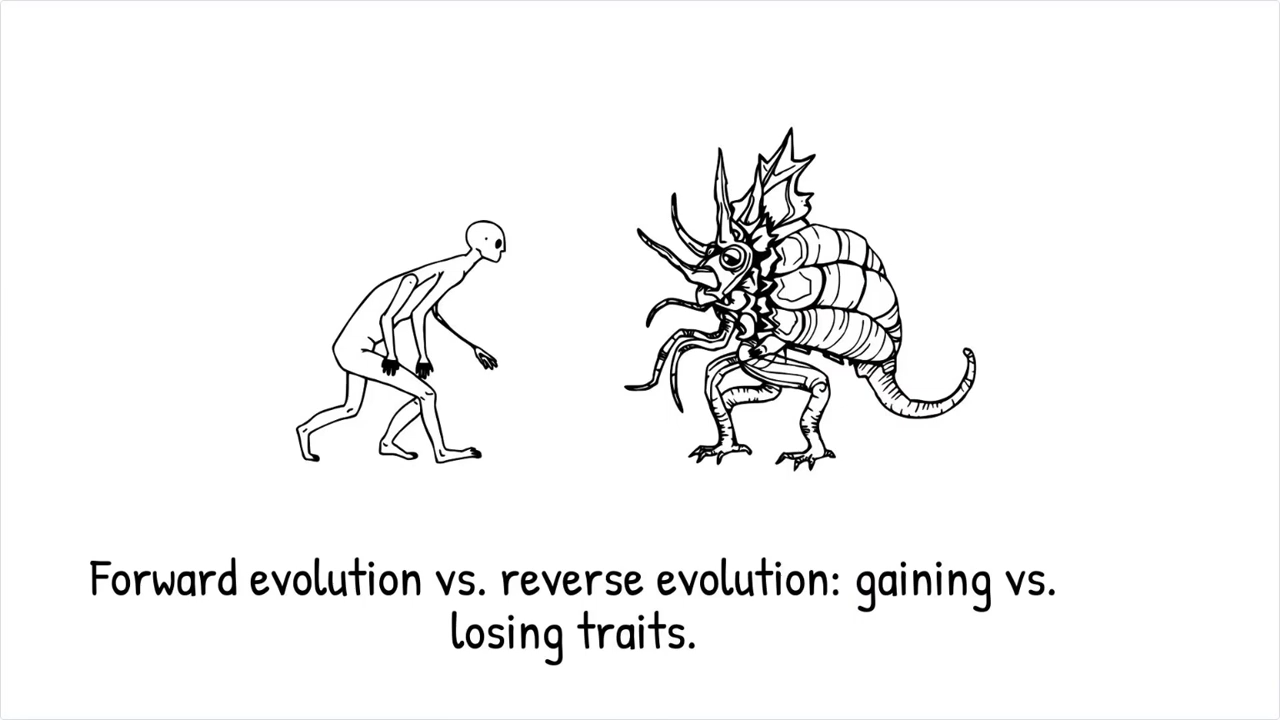 Forward evolution vs. reverse evolution: gaining vs.
losing traits.